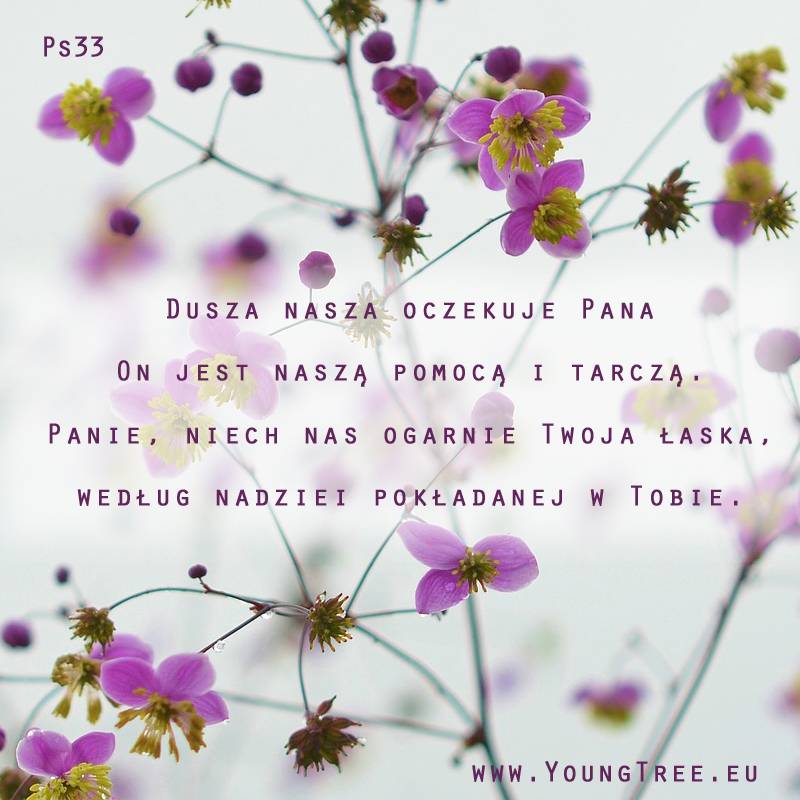 Ps33
Dusza nasza oczekuje Pana
On jest naszą pomocą i tarczą.
Panie, niech nas ogarnie Twoja łaska,
według nadziei pokładanej w Tobie.
www.YoungTree.eu